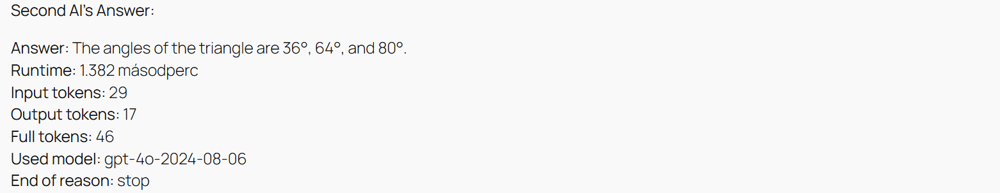 Second AI's Answer:
Answer: The angles of the triangle are 36°, 64°, and 80°.
Runtime: 1.382 másodperc
Input tokens: 29
Output tokens: 17
Full tokens: 46
Used model: gpt-4o-2024-08-06
End of reason: stop